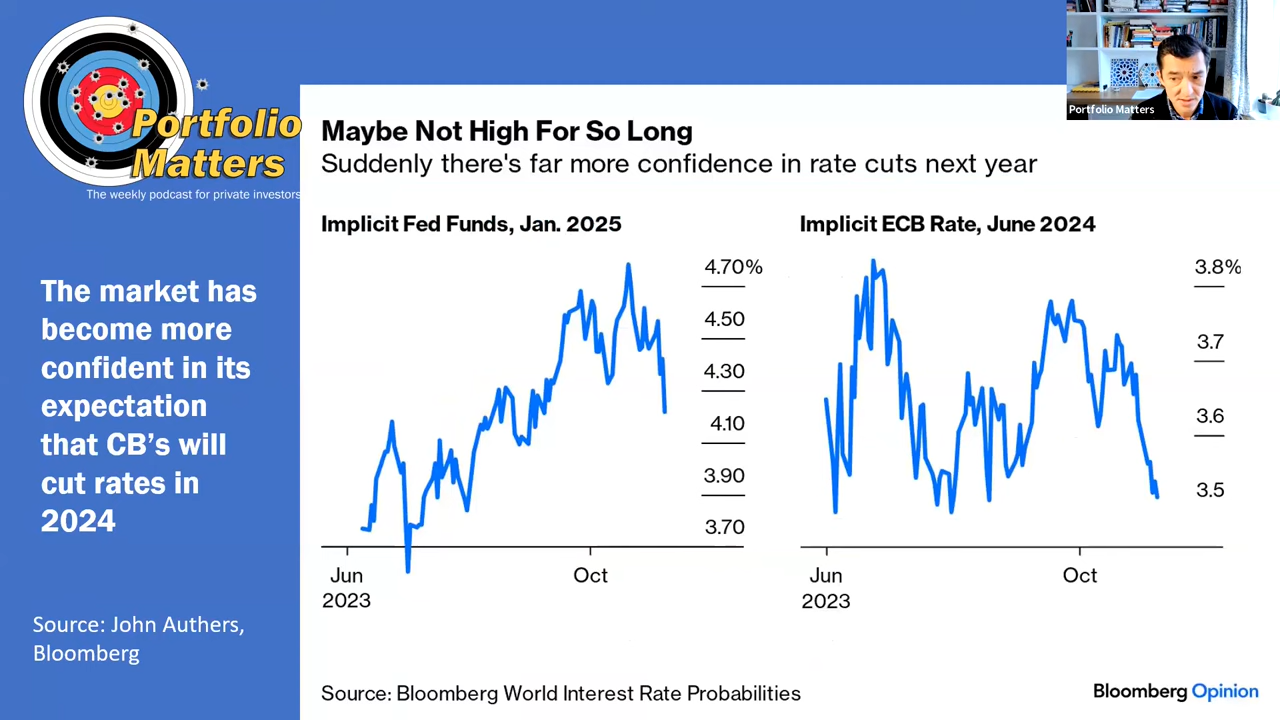 Portfolio
Matters
The weekly podcast for private investors
The market has
become more
confident in its
expectation
that CB's will
cut rates in
2024
Source: John Authers,
Bloomberg
Maybe Not High For So Long
Suddenly there's far more confidence in rate cuts next year
Implicit Fed Funds, Jan. 2025
4.70%
4.50
4.30
4.10
3.90
3.70
Jun
2023
Oct
Implicit ECB Rate, June 2024
3.8%
3.7
3.6
3.5
Jun
2023
Oct
Source: Bloomberg World Interest Rate Probabilities
Bloomberg Opinion
Portfolio Matters